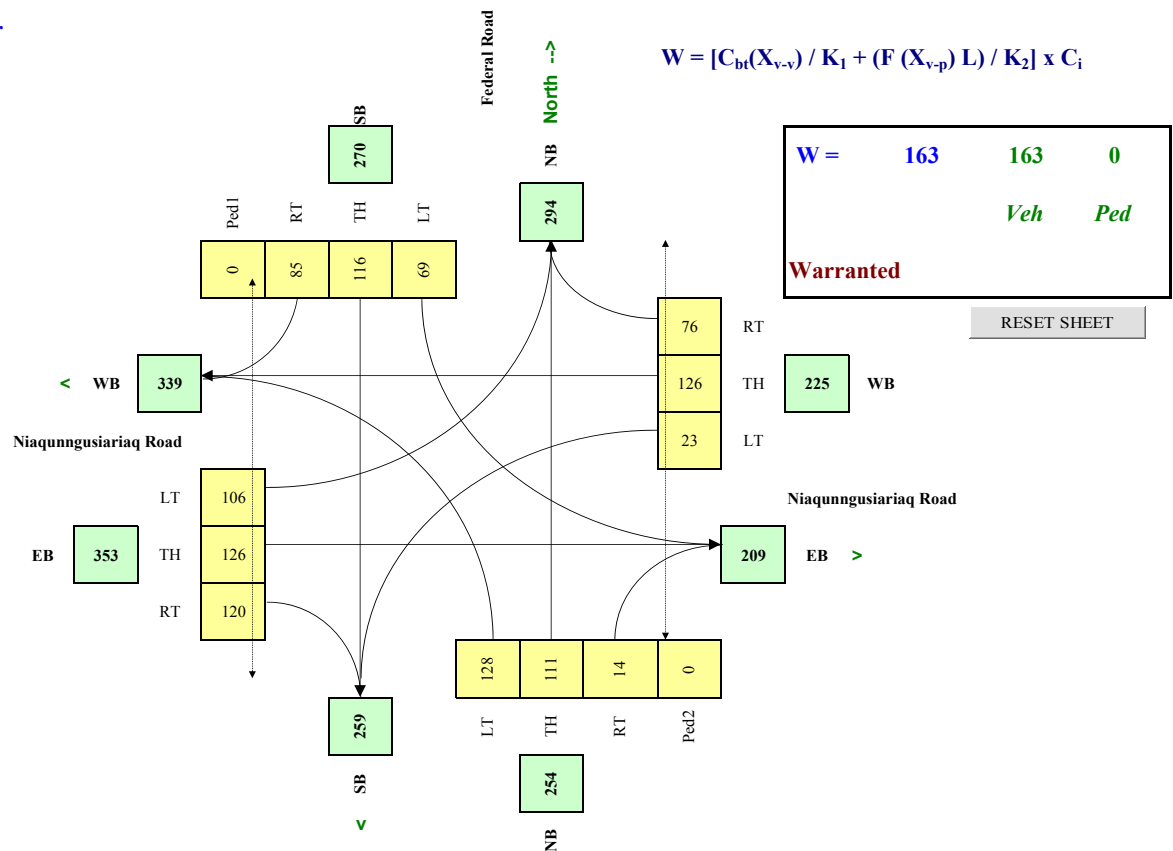 W = [Cbt(Xv-v) / K1 + (F (Xv-p) L) / K2] x Ci
Federal Road
North -->
SB
270
NB
294
W = 163 163 0
Veh Ped
Warranted
RESET SHEET
Ped1 RT TH LT
0 85 116 69
76 RT
126 TH
23 LT
225 WB
< WB 339
Niaqunngusiariaq Road
LT 106
TH 126
RT 120
EB 353
Niaqunngusiariaq Road
209 EB >
128 111 14 0
LT TH RT Ped2
259
SB
<
254
NB